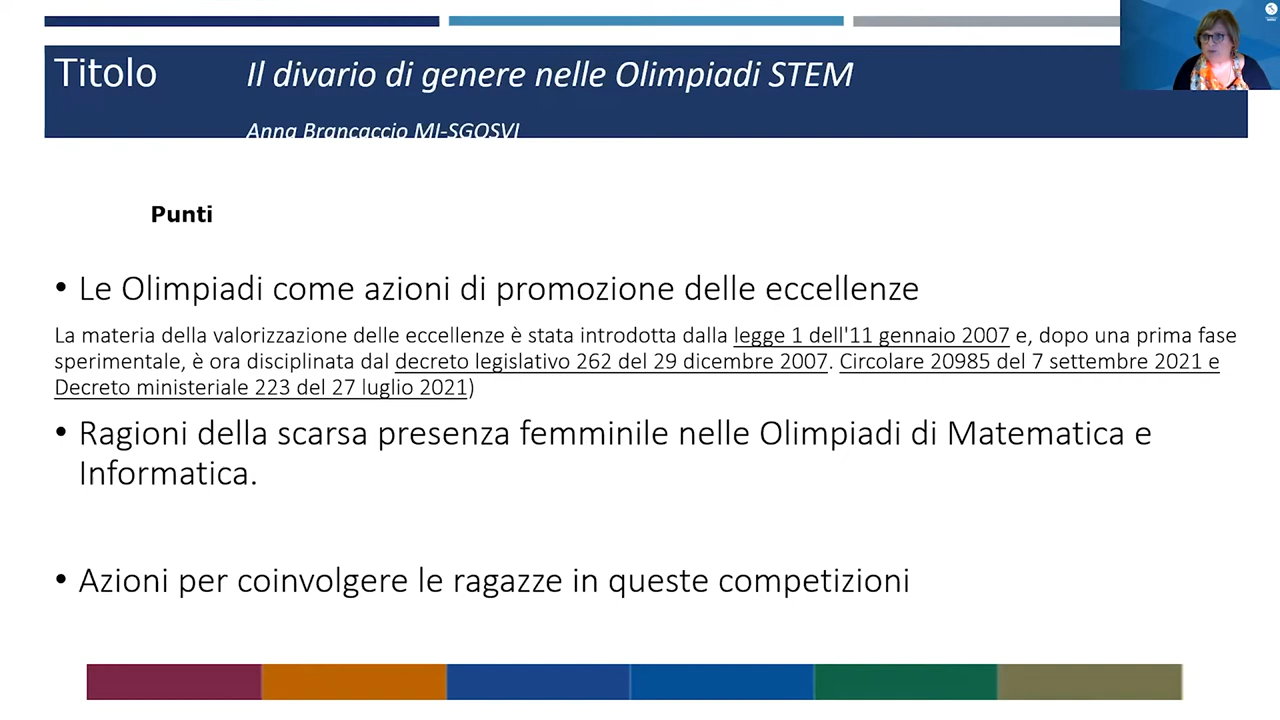 Titolo Il divario di genere nelle Olimpiadi STEM
Anna Brancaccio MI-SGOSVI
Punti
• Le Olimpiadi come azioni di promozione delle eccellenze
La materia della valorizzazione delle eccellenze è stata introdotta dalla legge 1 dell'11 gennaio 2007 e, dopo una prima fase
sperimentale, è ora disciplinata dal decreto legislativo 262 del 29 dicembre 2007. Circolare 20985 del 7 settembre 2021 e
Decreto ministeriale 223 del 27 luglio 2021)
• Ragioni della scarsa presenza femminile nelle Olimpiadi di Matematica e
Informatica.
• Azioni per coinvolgere le ragazze in queste competizioni